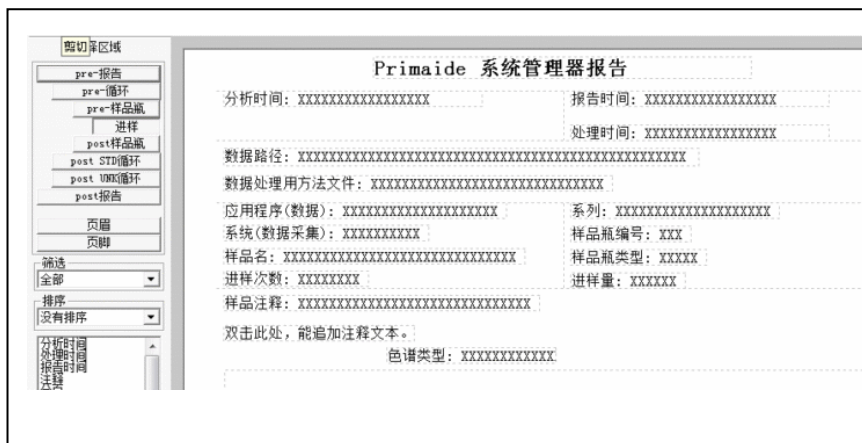 剪切 择区域
pre-报告
pre-循环
pre-样品瓶
进样
post样品瓶
post STD循环
post UNK循环
post报告
页眉
页脚
筛选
全部
排序
没有排序
分析时间
处理时间
报告时间
注释
Primaide 系统管理器报告
分析时间: XXXXXXXXXXXXXXXXX 报告时间: XXXXXXXXXXXXXXXXX
处理时间: XXXXXXXXXXXXXXXXX
数据路径: XXXXXXXXXXXXXXXXXXXXXXXXXXXXXXXXXXXXXXXXXXXXXXXXXX
数据处理用方法文件: XXXXXXXXXXXXXXXXXXXXXXXXXXXXXX
应用程序(数据): XXXXXXXXXXXXXXXXXXXX 系列: XXXXXXXXXXXXXXXXXXXX
系统(数据采集): XXXXXXXXXX 样品瓶编号: XXX
样品名: XXXXXXXXXXXXXXXXXXXXXXXXXXXXXX 样品瓶类型: XXXXX
进样次数: XXXXXXXX 进样量: XXXXXX
样品注释: XXXXXXXXXXXXXXXXXXXXXXXXXXXXXX
双击此处，能追加注释文本。
色谱类型: XXXXXXXXXXXX